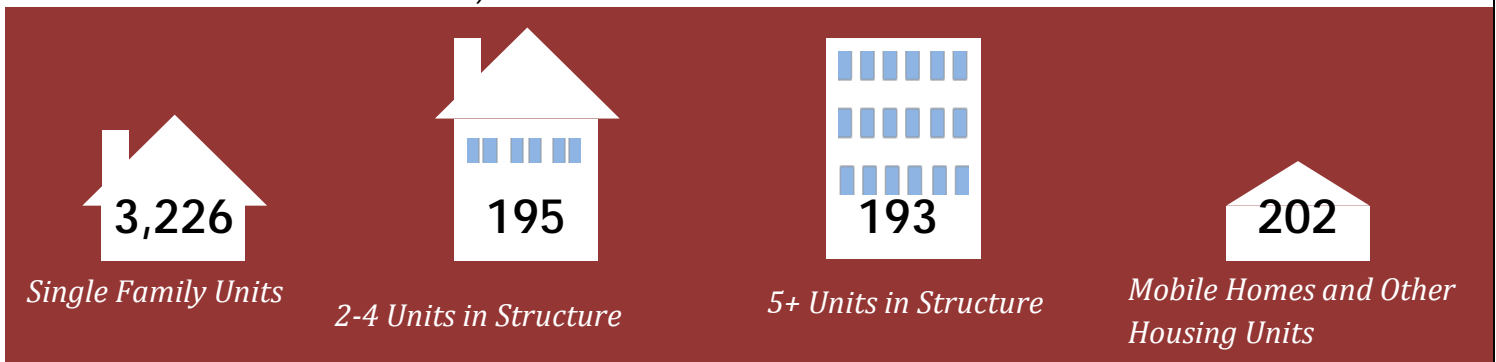 3,226
195
193
202
Single Family Units
2-4 Units in Structure
5+ Units in Structure
Mobile Homes and Other
Housing Units